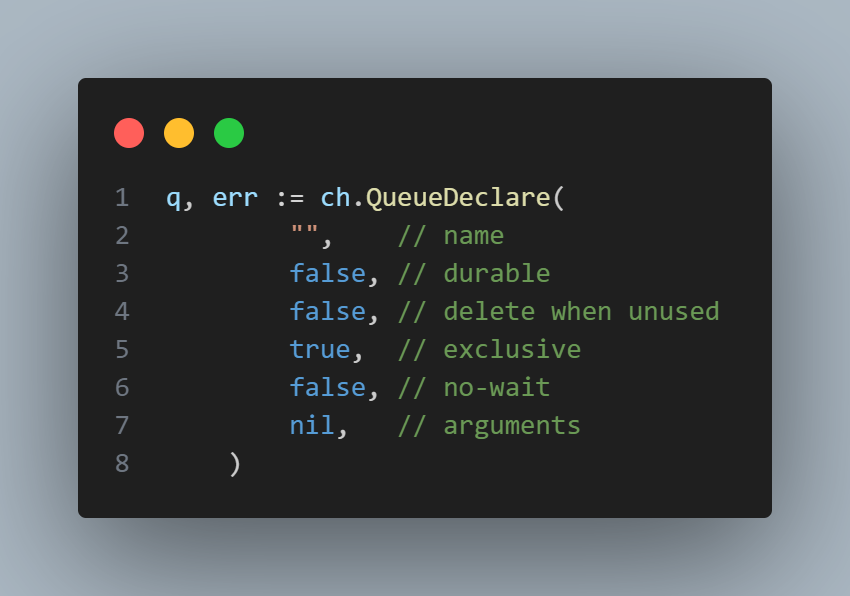 1 q, err := ch.QueueDeclare(
2         "",    // name
3         false, // durable
4         false, // delete when unused
5         true,  // exclusive
6         false, // no-wait
7         nil,   // arguments
8     )